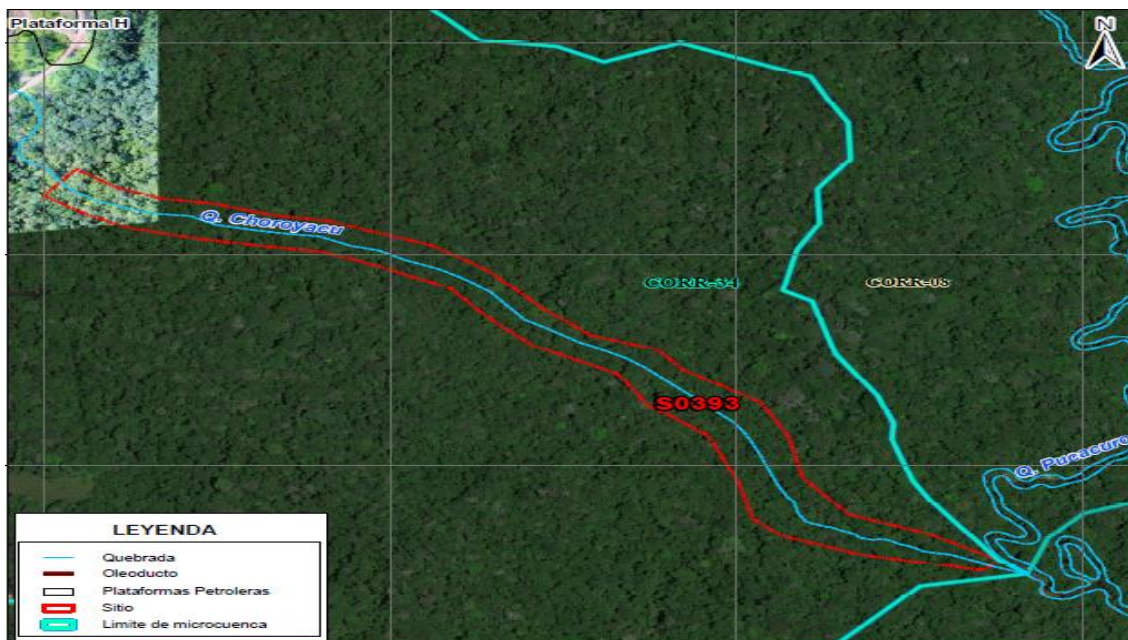 Plataforma H
N
Q. Choroyacu
CORR-34
CORR-08
S0393
Q. Pucacuro
LEYENDA
Quebrada
Oleoducto
Plataformas Petroleras
Sitio
Limite de microcuenca